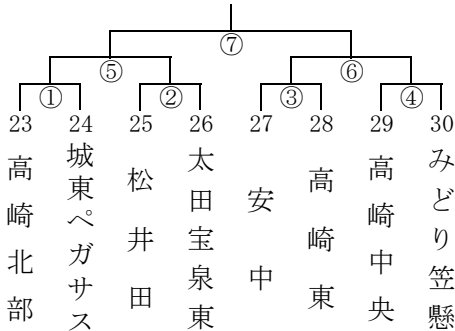 ⑦
⑤ ⑥
① ② ③ ④
23 24 25 26 27 28 29 30
高崎北部
城東ペガサス
松井田
太田宝泉東
安中
高崎東
高崎中央
みどり笠懸